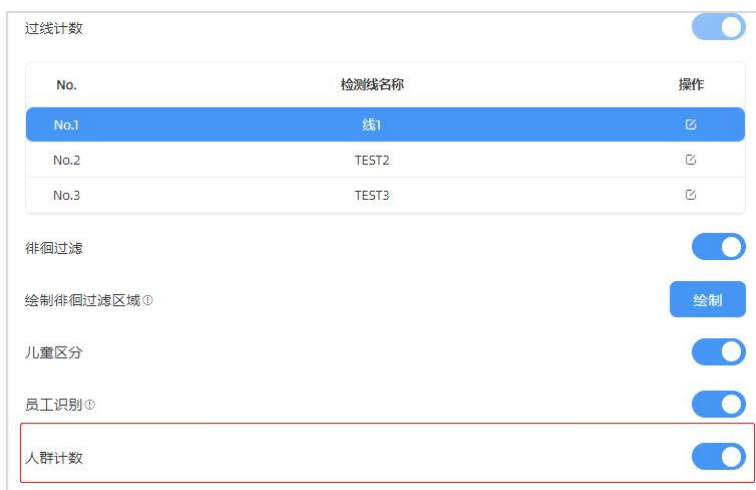 过线计数
No. 检测线名称 操作
No.1 线1
No.2 TEST2
No.3 TEST3
徘徊过滤
绘制徘徊过滤区域 绘制
儿童区分
员工识别
人群计数